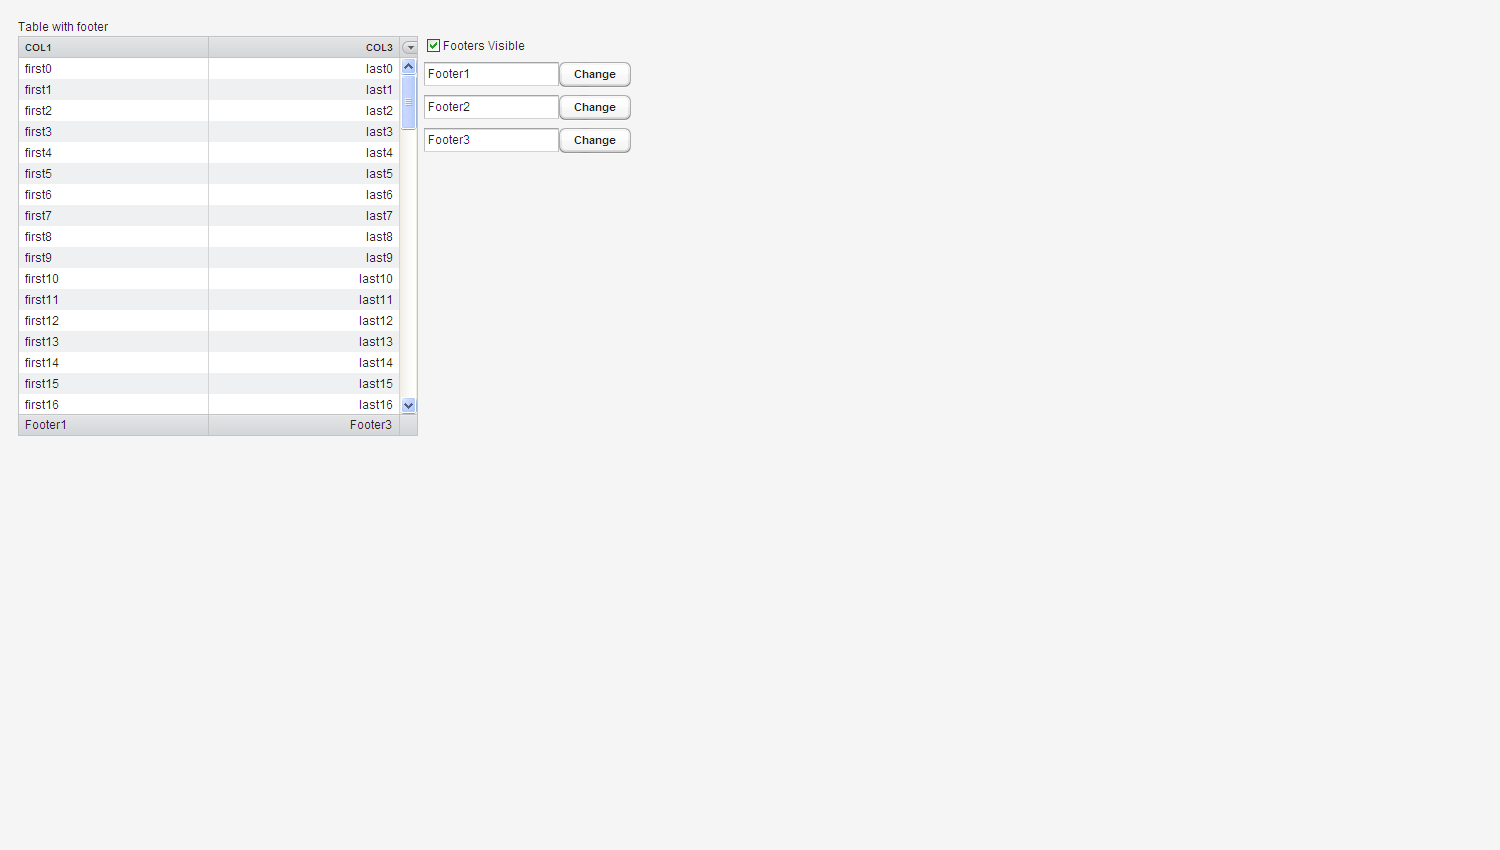 Table with footer
COL1 COL3
Footers Visible
first0 last0
Footer1 Change
first1 last1
first2 last2
Footer2 Change
first3 last3
Footer3 Change
first4 last4
first5 last5
first6 last6
first7 last7
first8 last8
first9 last9
first10 last10
first11 last11
first12 last12
first13 last13
first14 last14
first15 last15
first16 last16
Footer1 Footer3